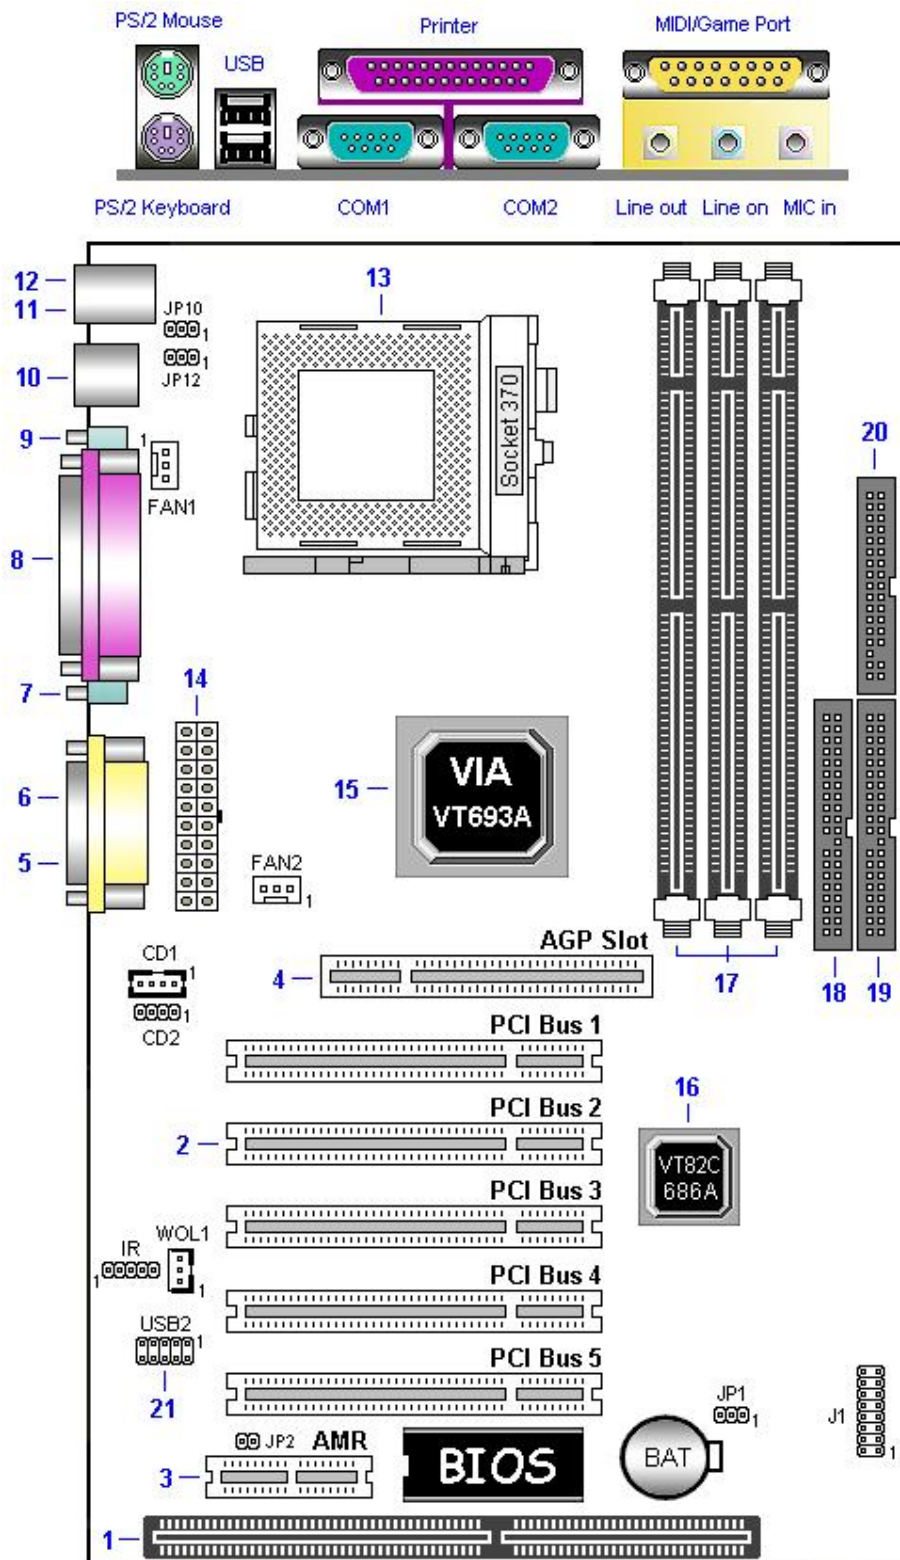 PS/2 Mouse
Printer
MIDI/Game Port
USB
PS/2 Keyboard
COM1
COM2
Line out
Line on
MIC in
12
11
JP10
1
1
JP12
13
10
9
1
FAN1
Socket 370
20
8
7
14
6
5
15
VIA
VT693A
FAN2
1
AGP Slot
4
17
18
19
CD1
1
1
CD2
PCI Bus 1
PCI Bus 2
2
16
VT82C
686A
PCI Bus 3
WOL1
IR
1
1
PCI Bus 4
USB2
1
21
PCI Bus 5
JP1
1
J1
1
JP2
AMR
3
BIOS
BAT
1